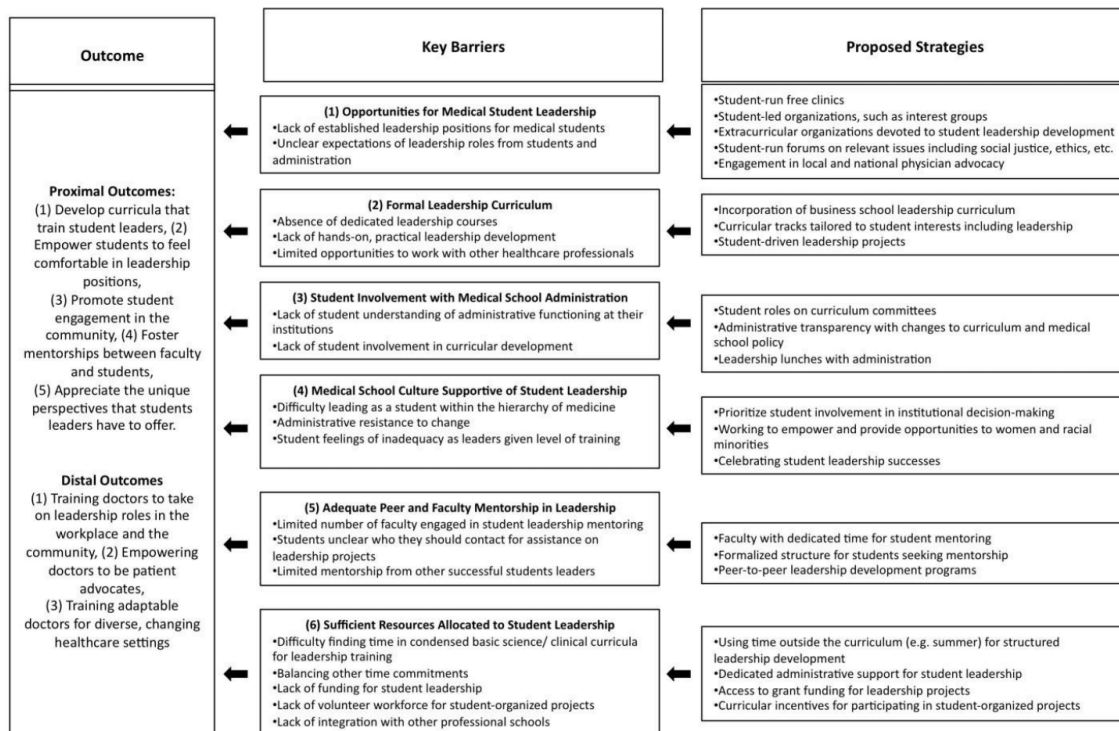 Outcome
Proximal Outcomes:
(1) Develop curricula that
train student leaders, (2)
Empower students to feel
comfortable in leadership
positions,
(3) Promote student
engagement in the
community, (4) Foster
mentorships between faculty
and students,
(5) Appreciate the unique
perspectives that students
leaders have to offer.
Distal Outcomes
(1) Training doctors to take
on leadership roles in the
workplace and the
community, (2) Empowering
doctors to be patient
advocates,
(3) Training adaptable
doctors for diverse, changing
healthcare settings
Key Barriers
(1) Opportunities for Medical Student Leadership
•Lack of established leadership positions for medical students
•Unclear expectations of leadership roles from students and
administration
(2) Formal Leadership Curriculum
•Absence of dedicated leadership courses
•Lack of hands-on, practical leadership development
•Limited opportunities to work with other healthcare professionals
(3) Student Involvement with Medical School Administration
•Lack of student understanding of administrative functioning at their
institutions
•Lack of student involvement in curricular development
(4) Medical School Culture Supportive of Student Leadership
•Difficulty leading as a student within the hierarchy of medicine
•Administrative resistance to change
•Student feelings of inadequacy as leaders given level of training
(5) Adequate Peer and Faculty Mentorship in Leadership
•Limited number of faculty engaged in student leadership mentoring
•Students unclear who they should contact for assistance on
leadership projects
•Limited mentorship from other successful students leaders
(6) Sufficient Resources Allocated to Student Leadership
•Difficulty finding time in condensed basic science/ clinical curricula
for leadership training
•Balancing other time commitments
•Lack of funding for student leadership
•Lack of volunteer workforce for student-organized projects
•Lack of integration with other professional schools
Proposed Strategies
•Student-run free clinics
•Student-led organizations, such as interest groups
•Extracurricular organizations devoted to student leadership development
•Student-run forums on relevant issues including social justice, ethics, etc.
•Engagement in local and national physician advocacy
•Incorporation of business school leadership curriculum
•Curricular tracks tailored to student interests including leadership
•Student-driven leadership projects
•Student roles on curriculum committees
•Administrative transparency with changes to curriculum and medical
school policy
•Leadership lunches with administration
•Prioritize student involvement in institutional decision-making
•Working to empower and provide opportunities to women and racial
minorities
•Celebrating student leadership successes
•Faculty with dedicated time for student mentoring
•Formalized structure for students seeking mentorship
•Peer-to-peer leadership development programs
•Using time outside the curriculum (e.g. summer) for structured
leadership development
•Dedicated administrative support for student leadership
•Access to grant funding for leadership projects
•Curricular incentives for participating in student-organized projects